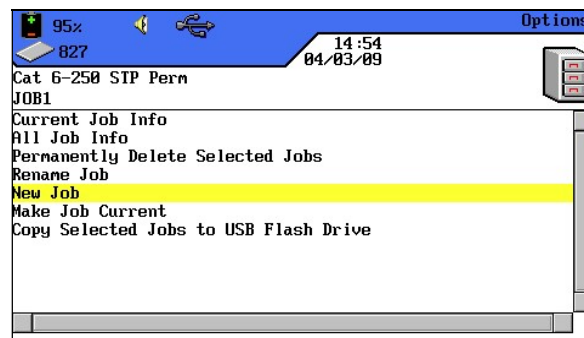 95%
Options
827
14:54
04/03/09
Cat 6-250 STP Perm
JOB1
Current Job Info
All Job Info
Permanently Delete Selected Jobs
Rename Job
New Job
Make Job Current
Copy Selected Jobs to USB Flash Drive